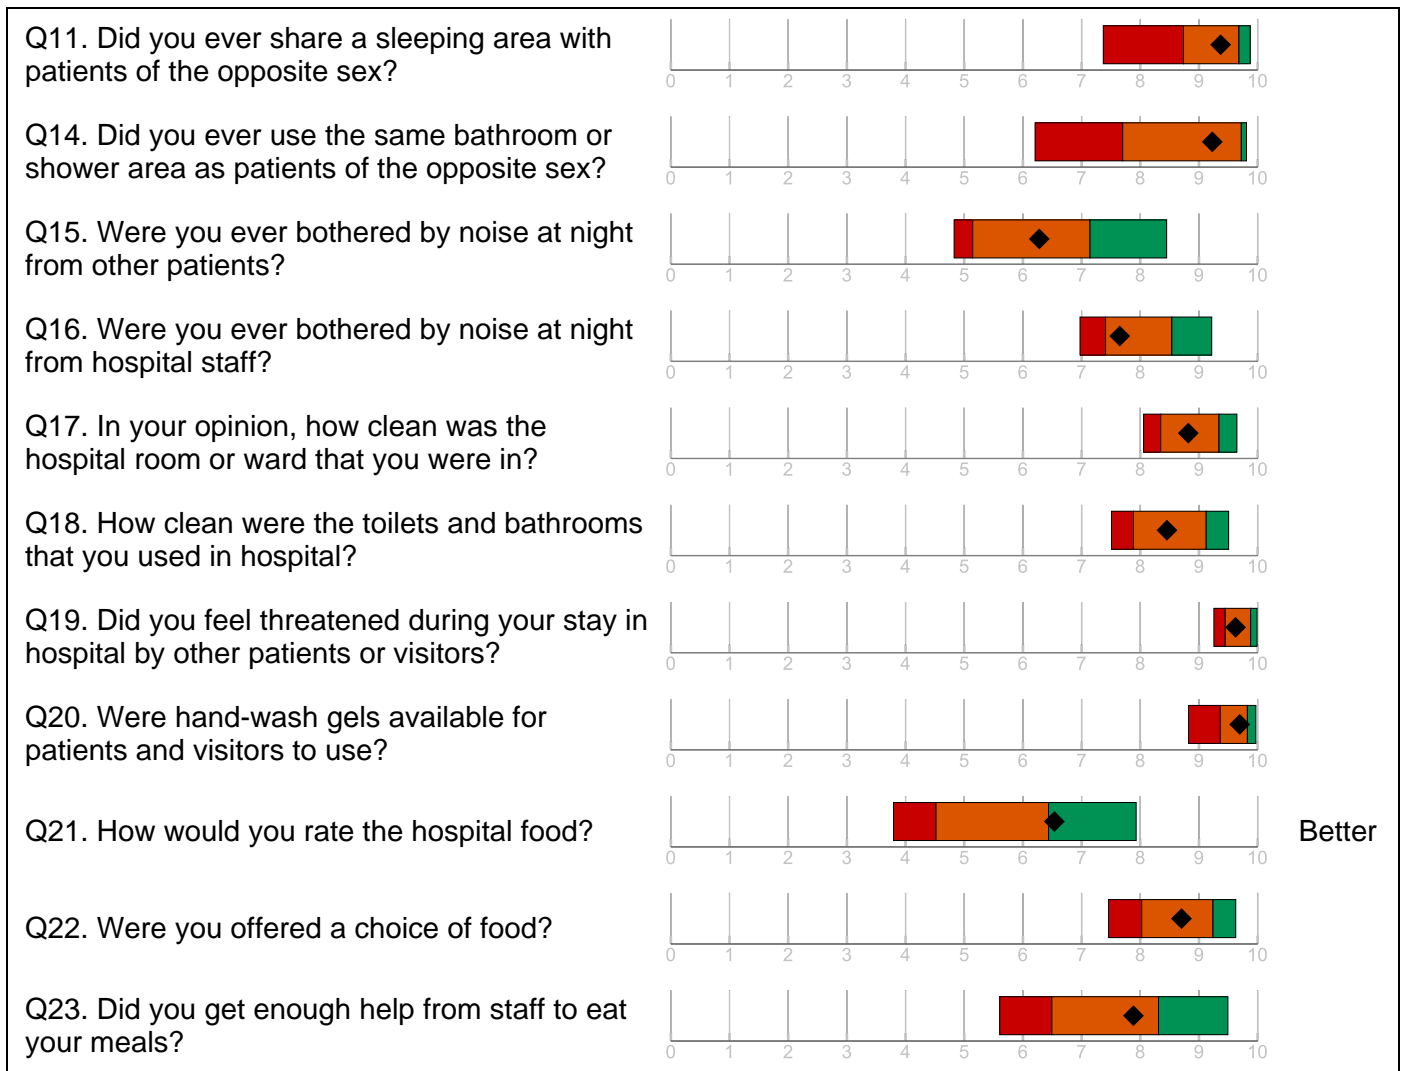 Q11. Did you ever share a sleeping area with
patients of the opposite sex?
0 1 2 3 4 5 6 7 8 9 10
Q14. Did you ever use the same bathroom or
shower area as patients of the opposite sex?
0 1 2 3 4 5 6 7 8 9 10
Q15. Were you ever bothered by noise at night
from other patients?
0 1 2 3 4 5 6 7 8 9 10
Q16. Were you ever bothered by noise at night
from hospital staff?
0 1 2 3 4 5 6 7 8 9 10
Q17. In your opinion, how clean was the
hospital room or ward that you were in?
0 1 2 3 4 5 6 7 8 9 10
Q18. How clean were the toilets and bathrooms
that you used in hospital?
0 1 2 3 4 5 6 7 8 9 10
Q19. Did you feel threatened during your stay in
hospital by other patients or visitors?
0 1 2 3 4 5 6 7 8 9 10
Q20. Were hand-wash gels available for
patients and visitors to use?
0 1 2 3 4 5 6 7 8 9 10
Q21. How would you rate the hospital food?
Better
0 1 2 3 4 5 6 7 8 9 10
Q22. Were you offered a choice of food?
0 1 2 3 4 5 6 7 8 9 10
Q23. Did you get enough help from staff to eat
your meals?
0 1 2 3 4 5 6 7 8 9 10